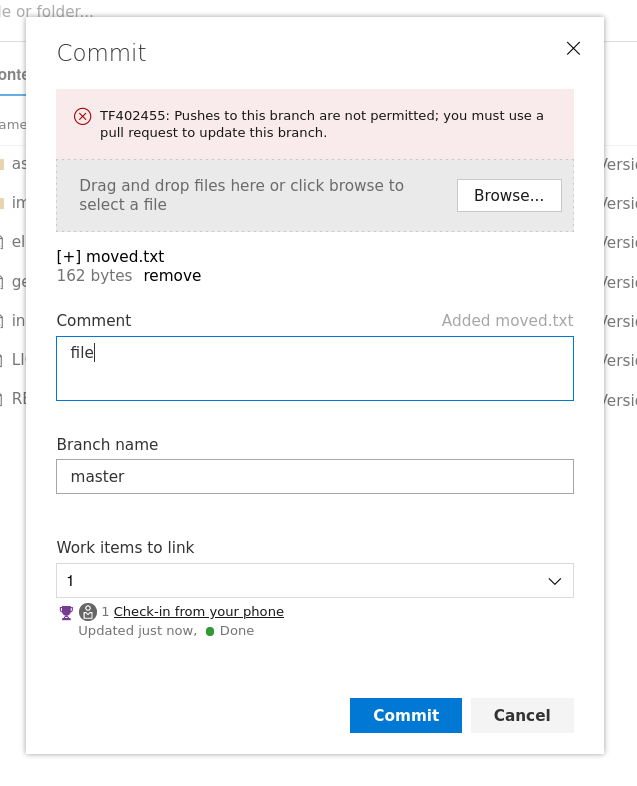 le or folder...
Commit
onte
TF402455: Pushes to this branch are not permitted; you must use a
pull request to update this branch.
ame
as
Versi
Drag and drop files here or click browse to
select a file
Browse...
im
Versi
el
Versi
[+] moved.txt
162 bytes remove
ge
Versi
Comment
Added moved.txt
in
Versi
file
LI
Versi
RE
Versi
Branch name
master
Work items to link
1
1 Check-in from your phone
Updated just now, Done
Commit
Cancel